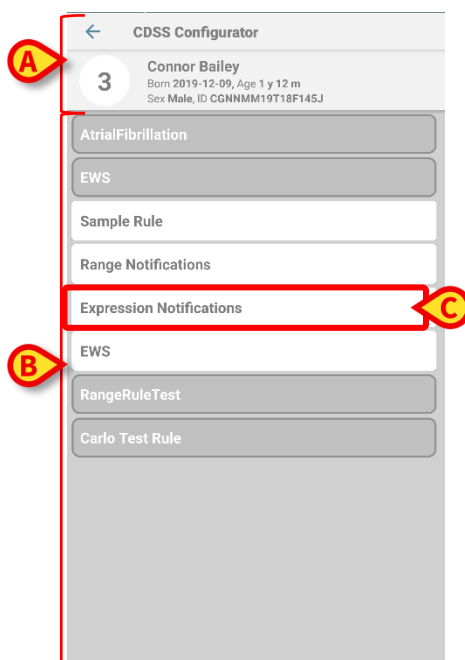 CDSS Configurator
A
3
Connor Bailey
Born 2019-12-09, Age 1 y 12 m
Sex Male, ID CGNNMM19T18F145J
AtrialFibrillation
EWS
Sample Rule
Range Notifications
Expression Notifications
C
EWS
B
RangeRuleTest
Carlo Test Rule